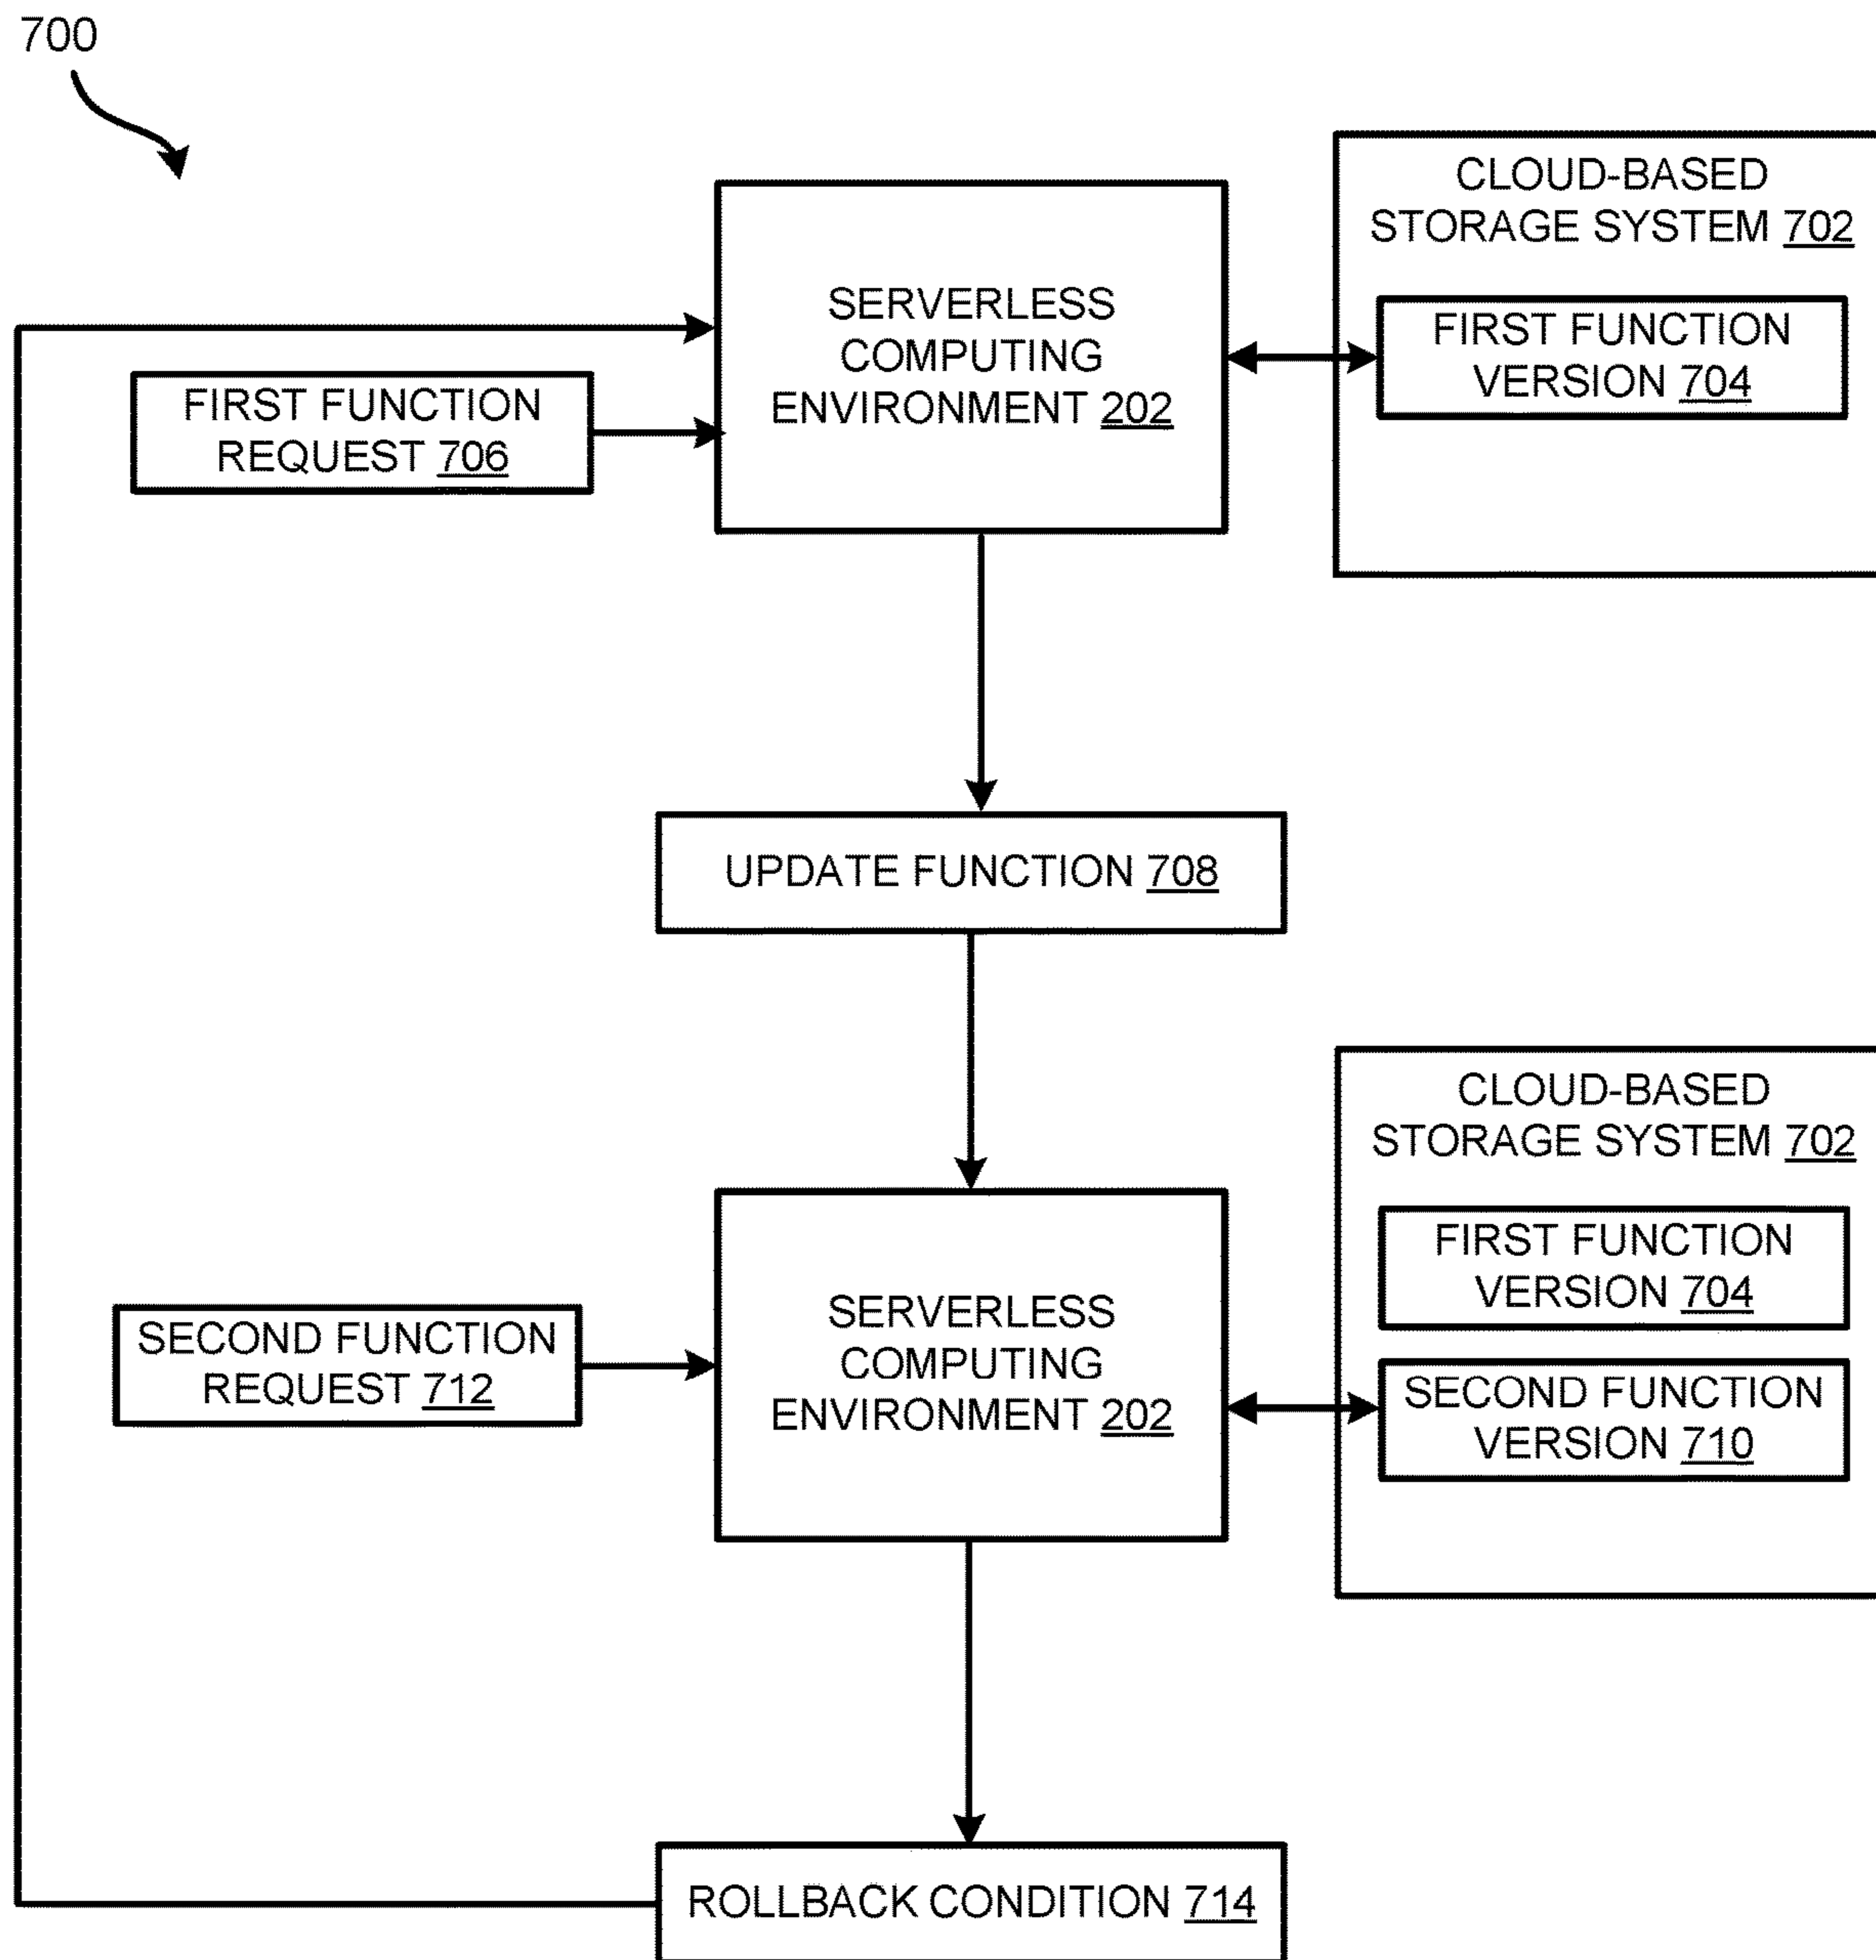 700
CLOUD-BASED
STORAGE SYSTEM 702
SERVERLESS
COMPUTING
ENVIRONMENT 202
FIRST FUNCTION
VERSION 704
FIRST FUNCTION
REQUEST 706
UPDATE FUNCTION 708
CLOUD-BASED
STORAGE SYSTEM 702
FIRST FUNCTION
VERSION 704
SECOND FUNCTION
REQUEST 712
SERVERLESS
COMPUTING
ENVIRONMENT 202
SECOND FUNCTION
VERSION 710
ROLLBACK CONDITION 714